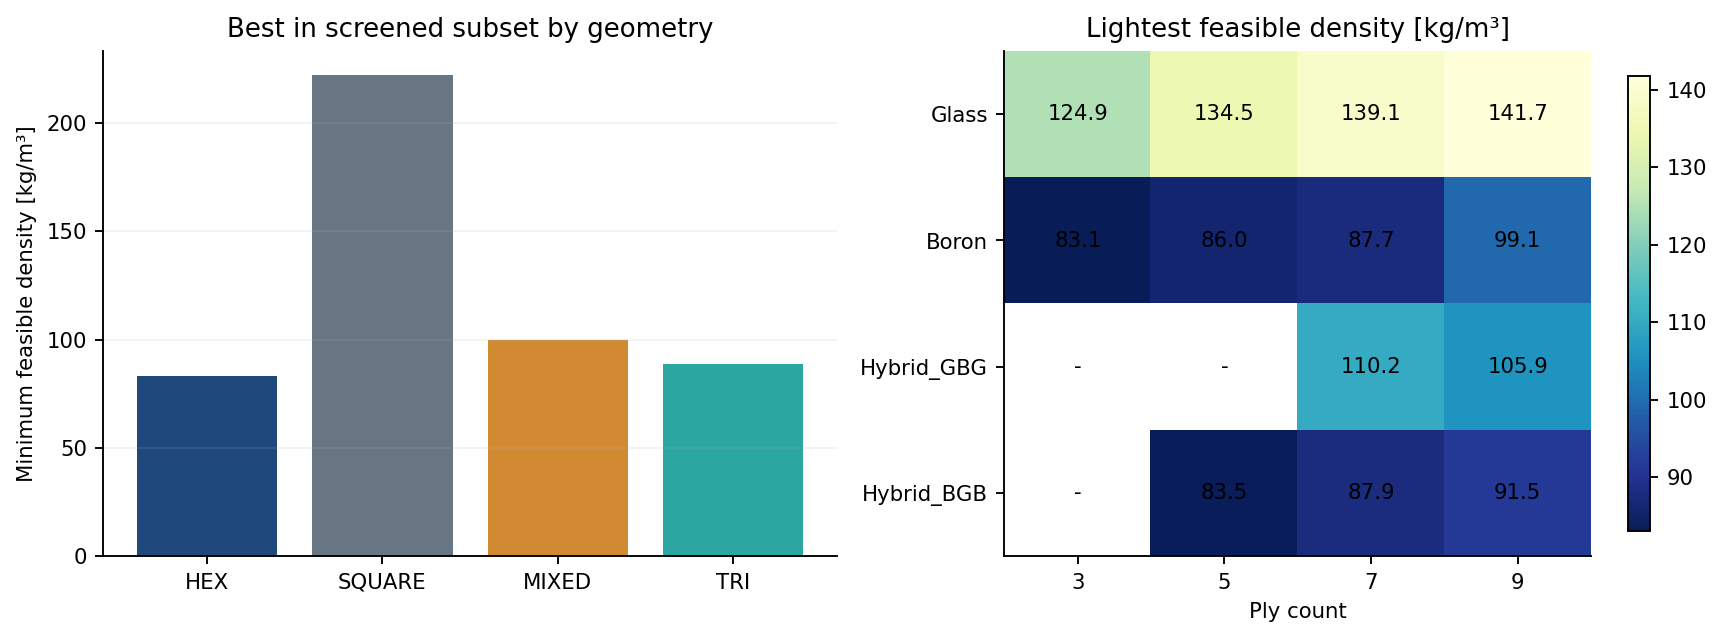 Best in screened subset by geometry
Minimum feasible density [kg/m³]
200
150
100
50
0
HEX SQUARE MIXED TRI
Lightest feasible density [kg/m³]
Glass 124.9 134.5 139.1 141.7
Boron 83.1 86.0 87.7 99.1
Hybrid_GBG - - 110.2 105.9
Hybrid_BGB - 83.5 87.9 91.5
3 5 7 9
Ply count
140
130
120
110
100
90